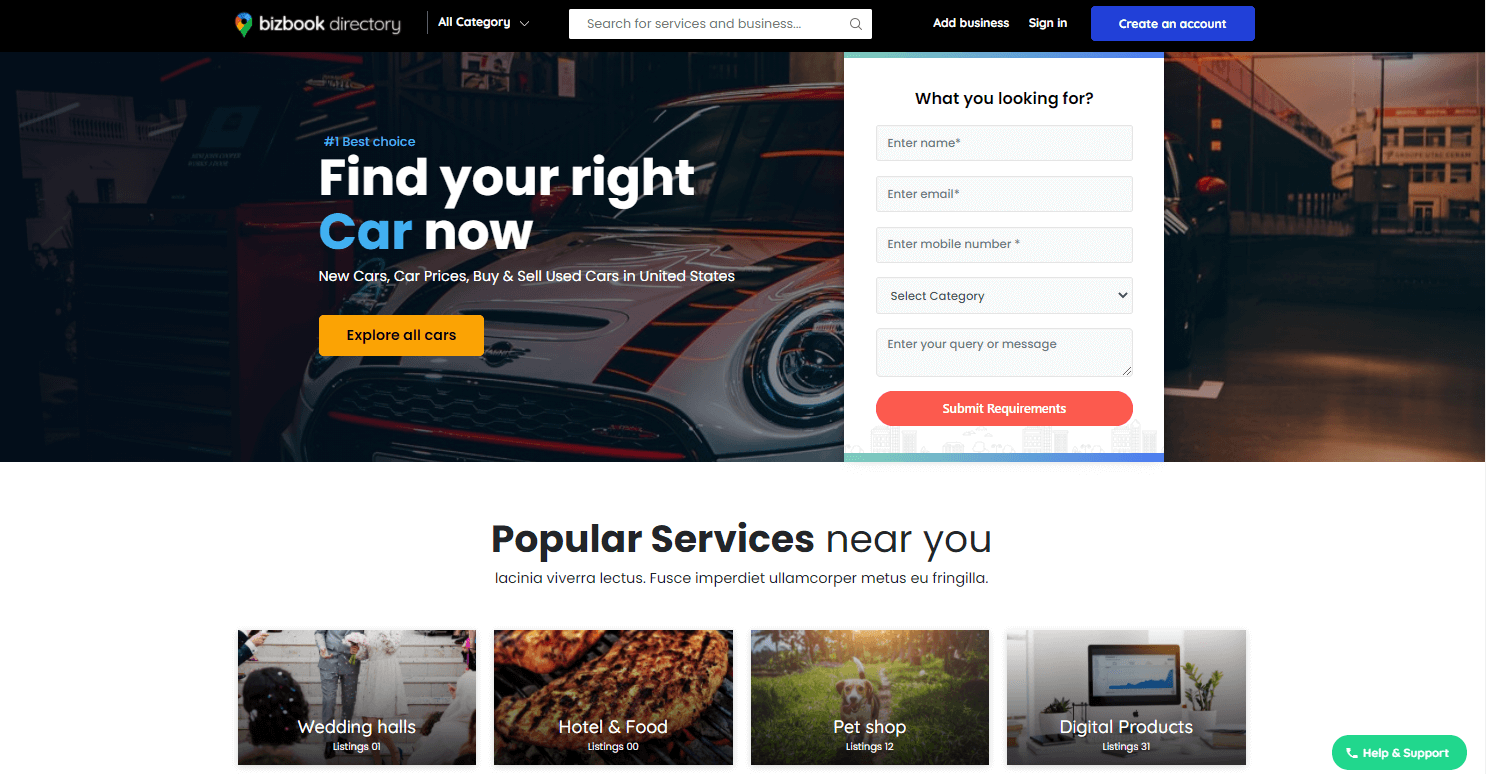 bizbook directory
All Category
Search for services and business...
Add business
Sign in
Create an account
#1 Best choice
Find your right
Car now
New Cars, Car Prices, Buy & Sell Used Cars in United States
Explore all cars
What you looking for?
Enter name*
Enter email*
Enter mobile number *
Select Category
Enter your query or message
Submit Requirements
Popular Services near you
lacinia viverra lectus. Fusce imperdiet ullamcorper metus eu fringilla.
Wedding halls
Listings 01
Hotel & Food
Listings 00
Pet shop
Listings 12
Digital Products
Listings 31
Help & Support